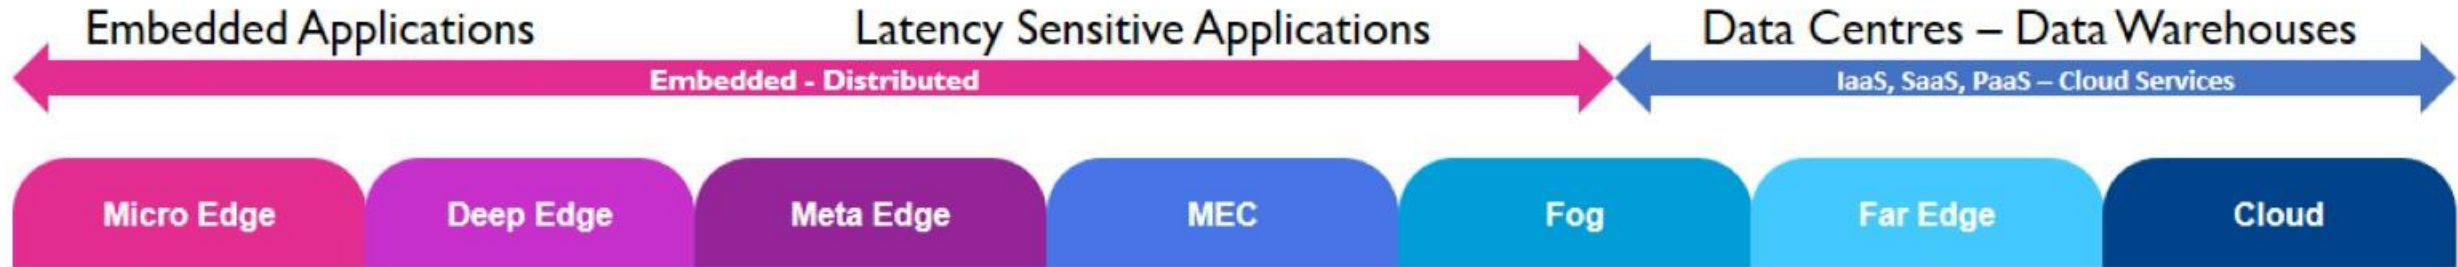 Embedded Applications
Latency Sensitive Applications
Data Centres – Data Warehouses
Embedded - Distributed
IaaS, SaaS, PaaS – Cloud Services
Micro Edge
Deep Edge
Meta Edge
MEC
Fog
Far Edge
Cloud